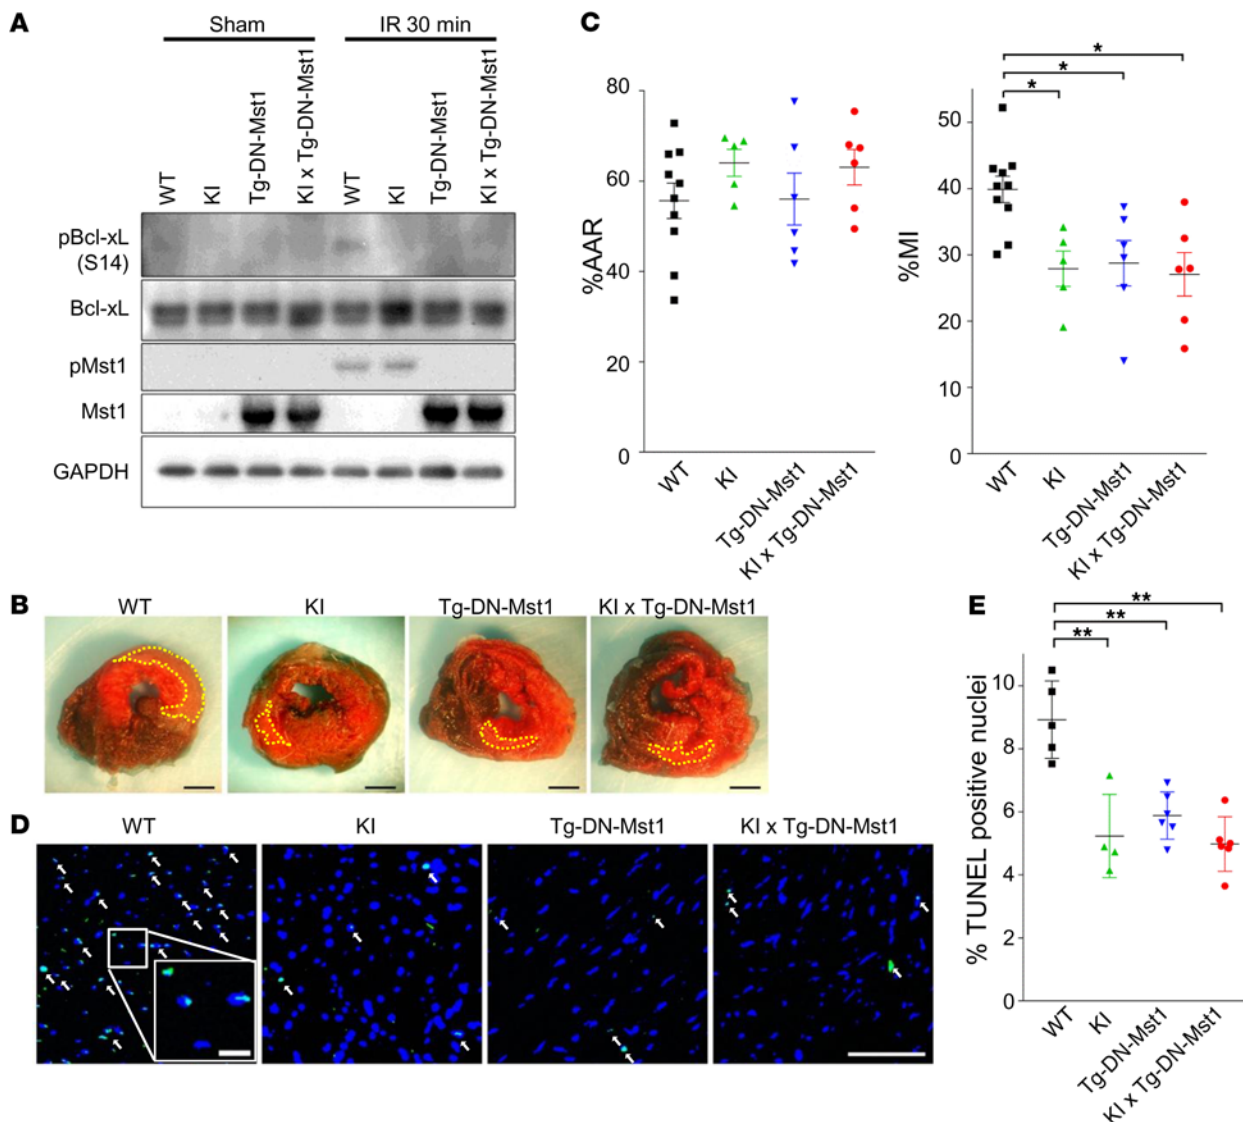 A
Sham
IR 30 min
WT
KI
Tg-DN-Mst1
KI x Tg-DN-Mst1
WT
KI
Tg-DN-Mst1
KI x Tg-DN-Mst1
pBcl-xL
(S14)
Bcl-xL
pMst1
Mst1
GAPDH
C
%AAR
80
60
40
20
0
WT
KI
Tg-DN-Mst1
KI x Tg-DN-Mst1
%MI
50
40
30
20
10
0
*
*
*
WT
KI
Tg-DN-Mst1
KI x Tg-DN-Mst1
B
WT
KI
Tg-DN-Mst1
KI x Tg-DN-Mst1
D
WT
KI
Tg-DN-Mst1
KI x Tg-DN-Mst1
E
% TUNEL positive nuclei
10
8
6
4
2
0
**
**
**
WT
KI
Tg-DN-Mst1
KI x Tg-DN-Mst1